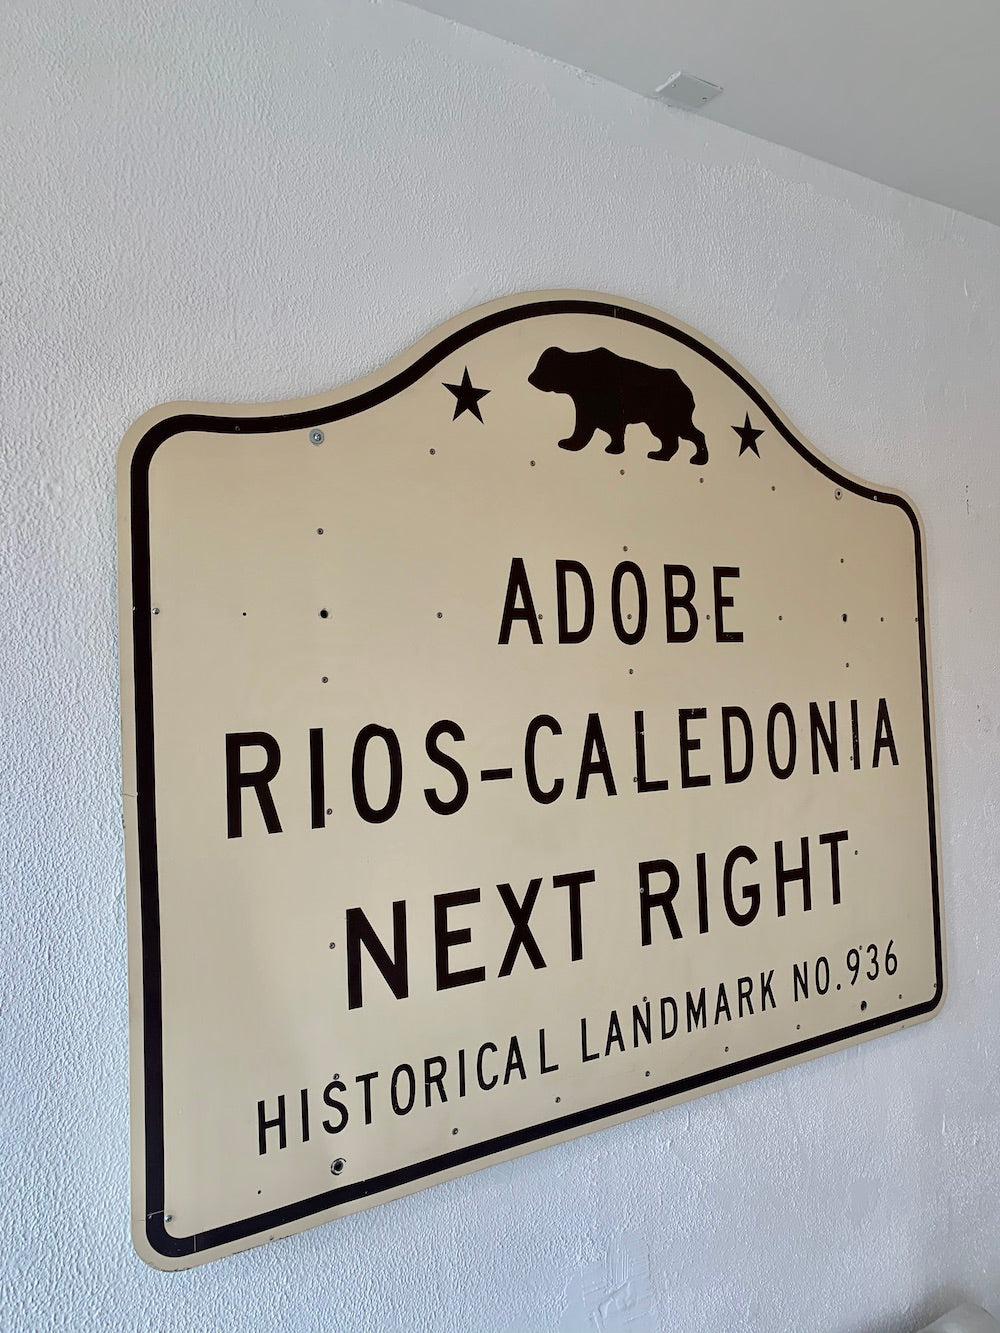 ADOBE
RIOS-CALEDONIA
NEXT RIGHT
HISTORICAL LANDMARK NO.936